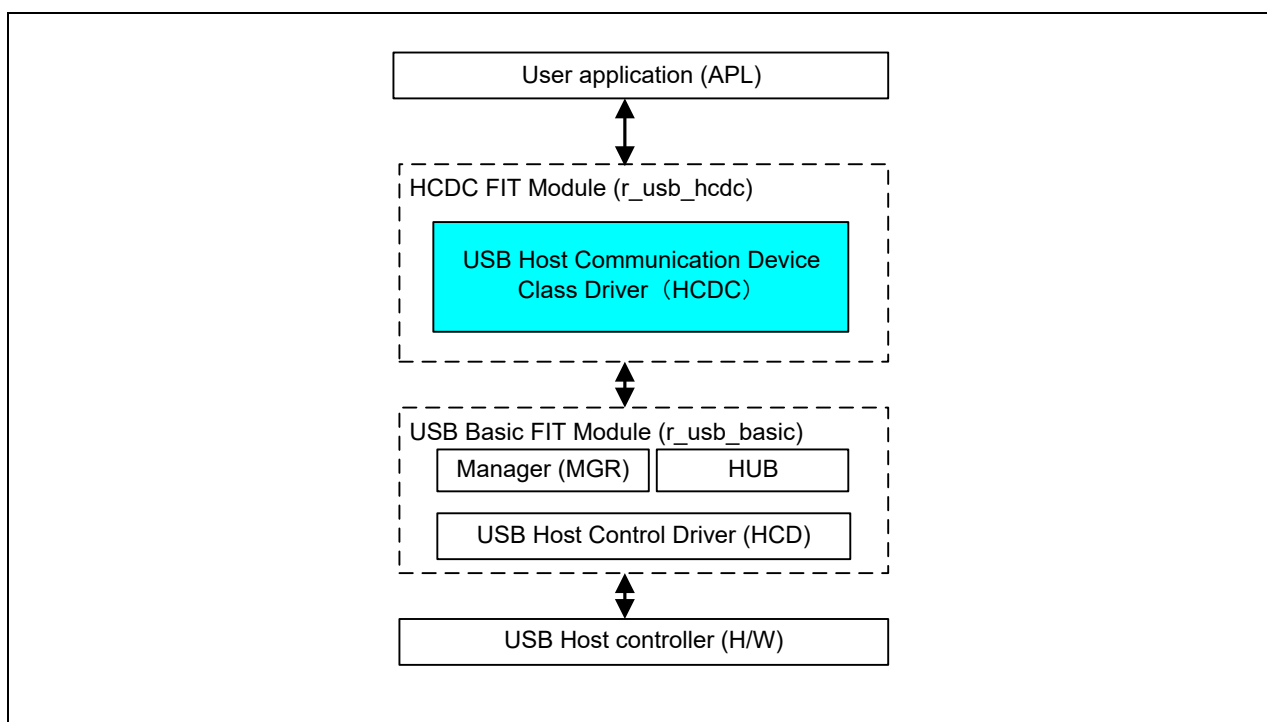 User application (APL)
HCDC FIT Module (r_usb_hcdc)
USB Host Communication Device
Class Driver（HCDC）
USB Basic FIT Module (r_usb_basic)
Manager (MGR)
HUB
USB Host Control Driver (HCD)
USB Host controller (H/W)